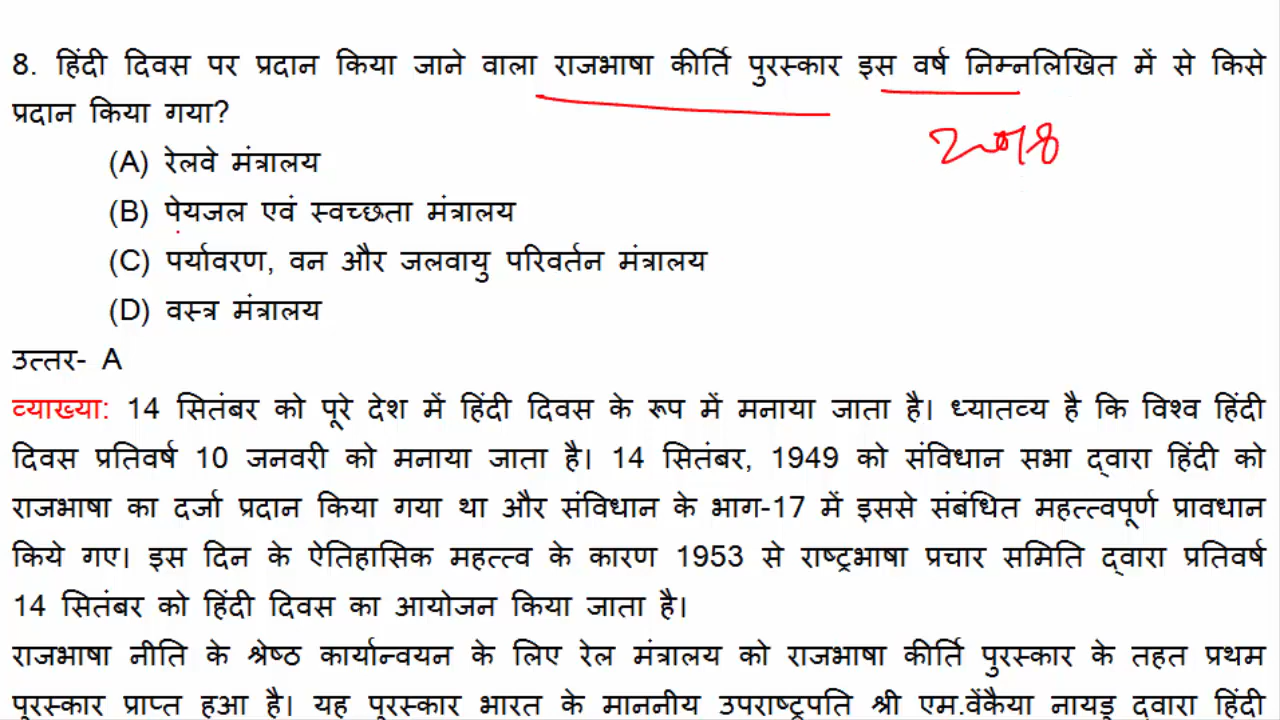 8. हिंदी दिवस पर प्रदान किया जाने वाला राजभाषा कीर्ति पुरस्कार इस वर्ष निम्नलिखित में से किसे
प्रदान किया गया?
2018
(A) रेलवे मंत्रालय
(B) पेयजल एवं स्वच्छता मंत्रालय
(C) पर्यावरण, वन और जलवायु परिवर्तन मंत्रालय
(D) वस्त्र मंत्रालय
उत्तर- A
व्याख्या: 14 सितंबर को पूरे देश में हिंदी दिवस के रूप में मनाया जाता है। ध्यातव्य है कि विश्व हिंदी
दिवस प्रतिवर्ष 10 जनवरी को मनाया जाता है। 14 सितंबर, 1949 को संविधान सभा द्वारा हिंदी को
राजभाषा का दर्जा प्रदान किया गया था और संविधान के भाग-17 में इससे संबंधित महत्त्वपूर्ण प्रावधान
किये गए। इस दिन के ऐतिहासिक महत्त्व के कारण 1953 से राष्ट्रभाषा प्रचार समिति द्वारा प्रतिवर्ष
14 सितंबर को हिंदी दिवस का आयोजन किया जाता है।
राजभाषा नीति के श्रेष्ठ कार्यान्वयन के लिए रेल मंत्रालय को राजभाषा कीर्ति पुरस्कार के तहत प्रथम
पुरस्कार प्राप्त हुआ है। यह पुरस्कार भारत के माननीय उपराष्ट्रपति श्री एम.वेंकैया नायडू द्वारा हिंदी